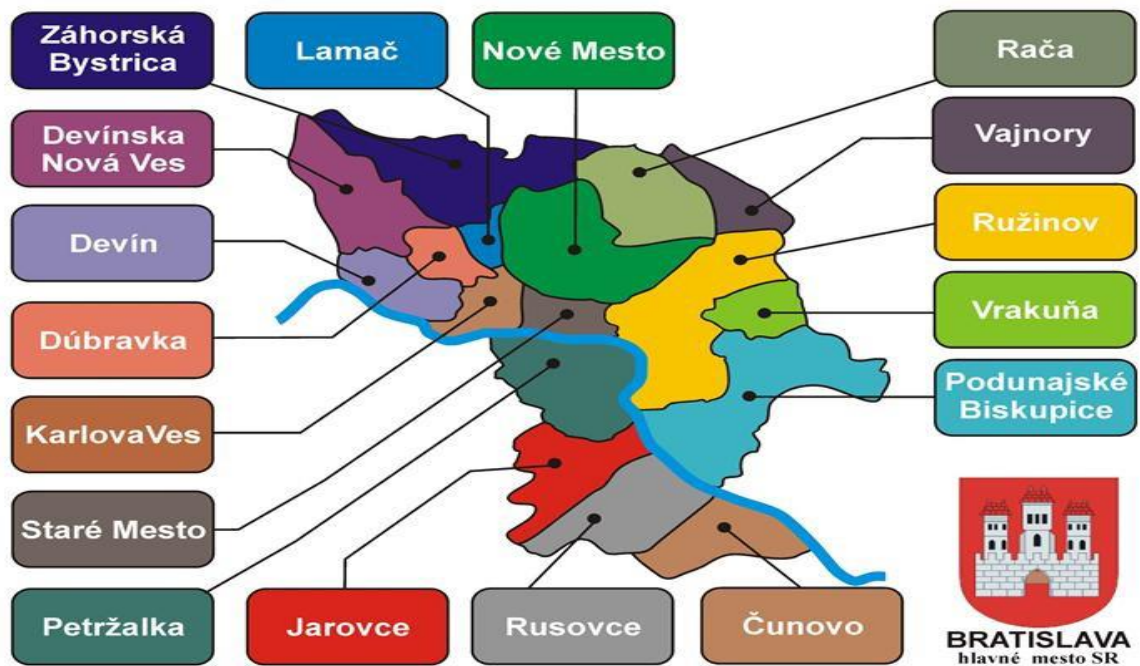 Záhorská
Bystrica
Lamač
Nové Mesto
Rača
Devínska
Nová Ves
Vajnory
Devín
Ružinov
Dúbravka
Vrakuňa
KarlovaVes
Podunajské
Biskupice
Staré Mesto
Petržalka
Jarovce
Rusovce
Čunovo
BRATISLAVA
hlavné mesto SR